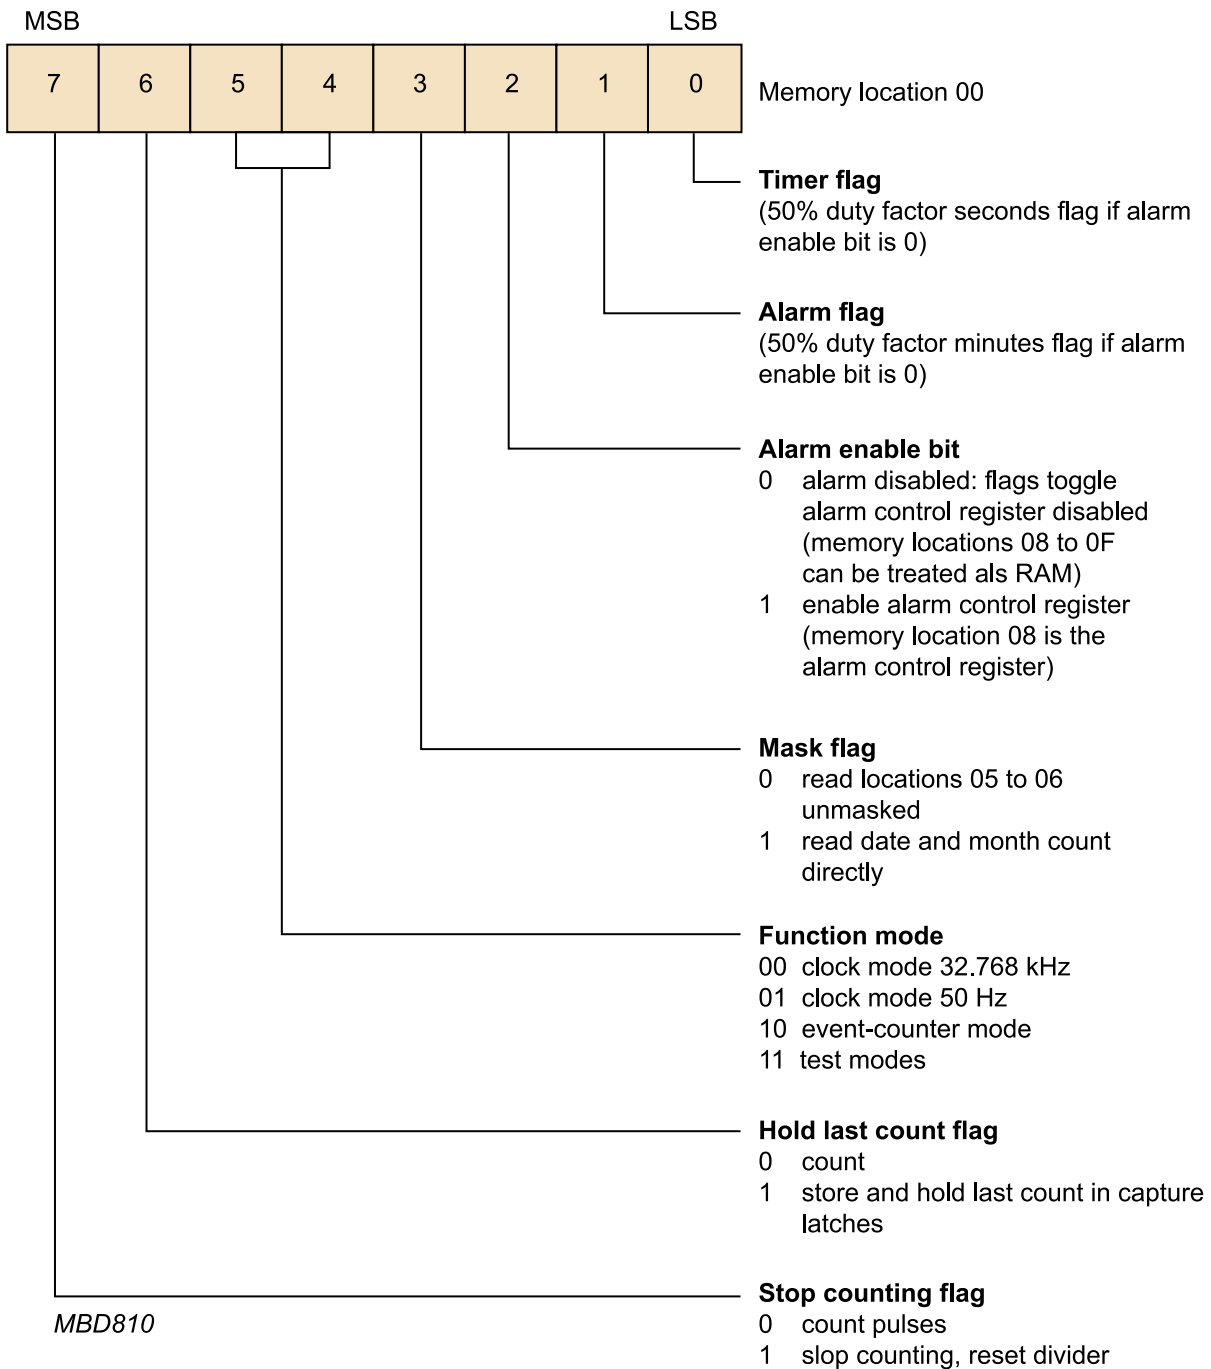 MSB LSB
7 6 5 4 3 2 1 0
Memory location 00
Timer flag
(50% duty factor seconds flag if alarm
enable bit is 0)
Alarm flag
(50% duty factor minutes flag if alarm
enable bit is 0)
Alarm enable bit
0 alarm disabled: flags toggle
alarm control register disabled
(memory locations 08 to 0F
can be treated als RAM)
1 enable alarm control register
(memory location 08 is the
alarm control register)
Mask flag
0 read locations 05 to 06
unmasked
1 read date and month count
directly
Function mode
00 clock mode 32.768 kHz
01 clock mode 50 Hz
10 event-counter mode
11 test modes
Hold last count flag
0 count
1 store and hold last count in capture
latches
Stop counting flag
0 count pulses
1 slop counting, reset divider
MBD810